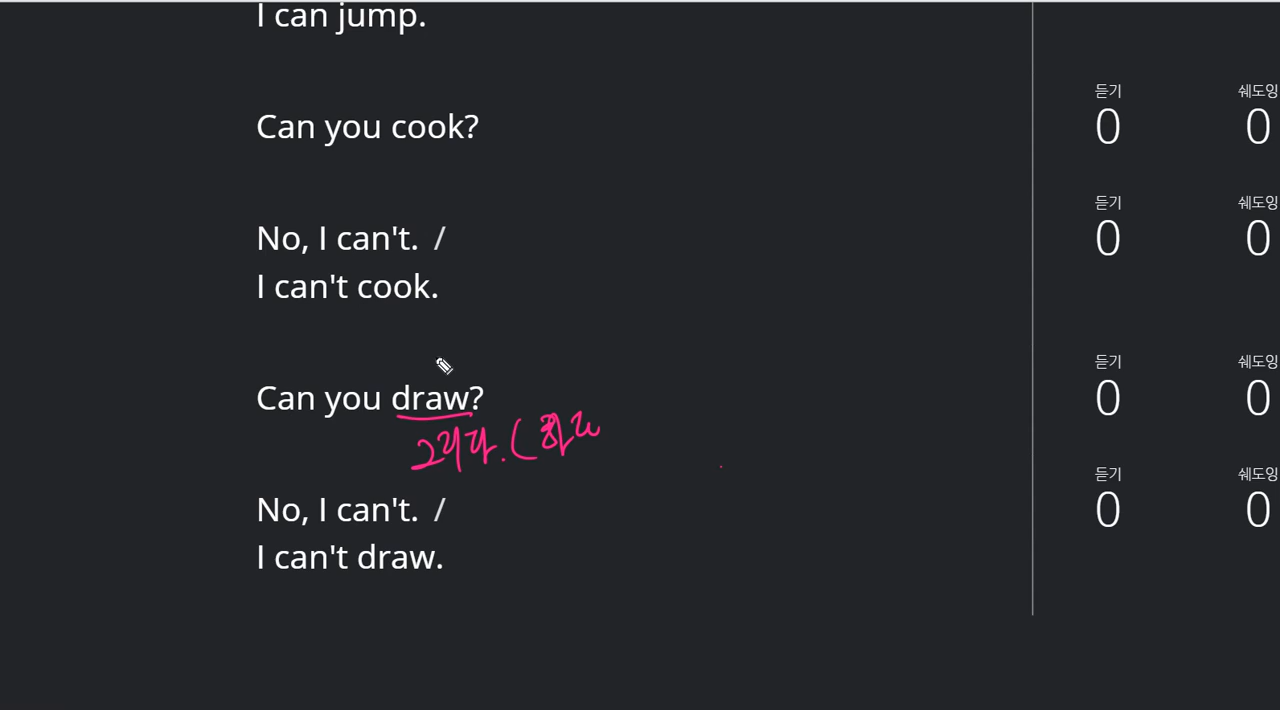 I can jump.
듣기 쉐도잉
Can you cook? 0 0
듣기 쉐도잉
No, I can't. / 0 0
I can't cook.
듣기 쉐도잉
Can you draw? 0 0
그리다. (
듣기 쉐도잉
No, I can't. / 0 0
I can't draw.